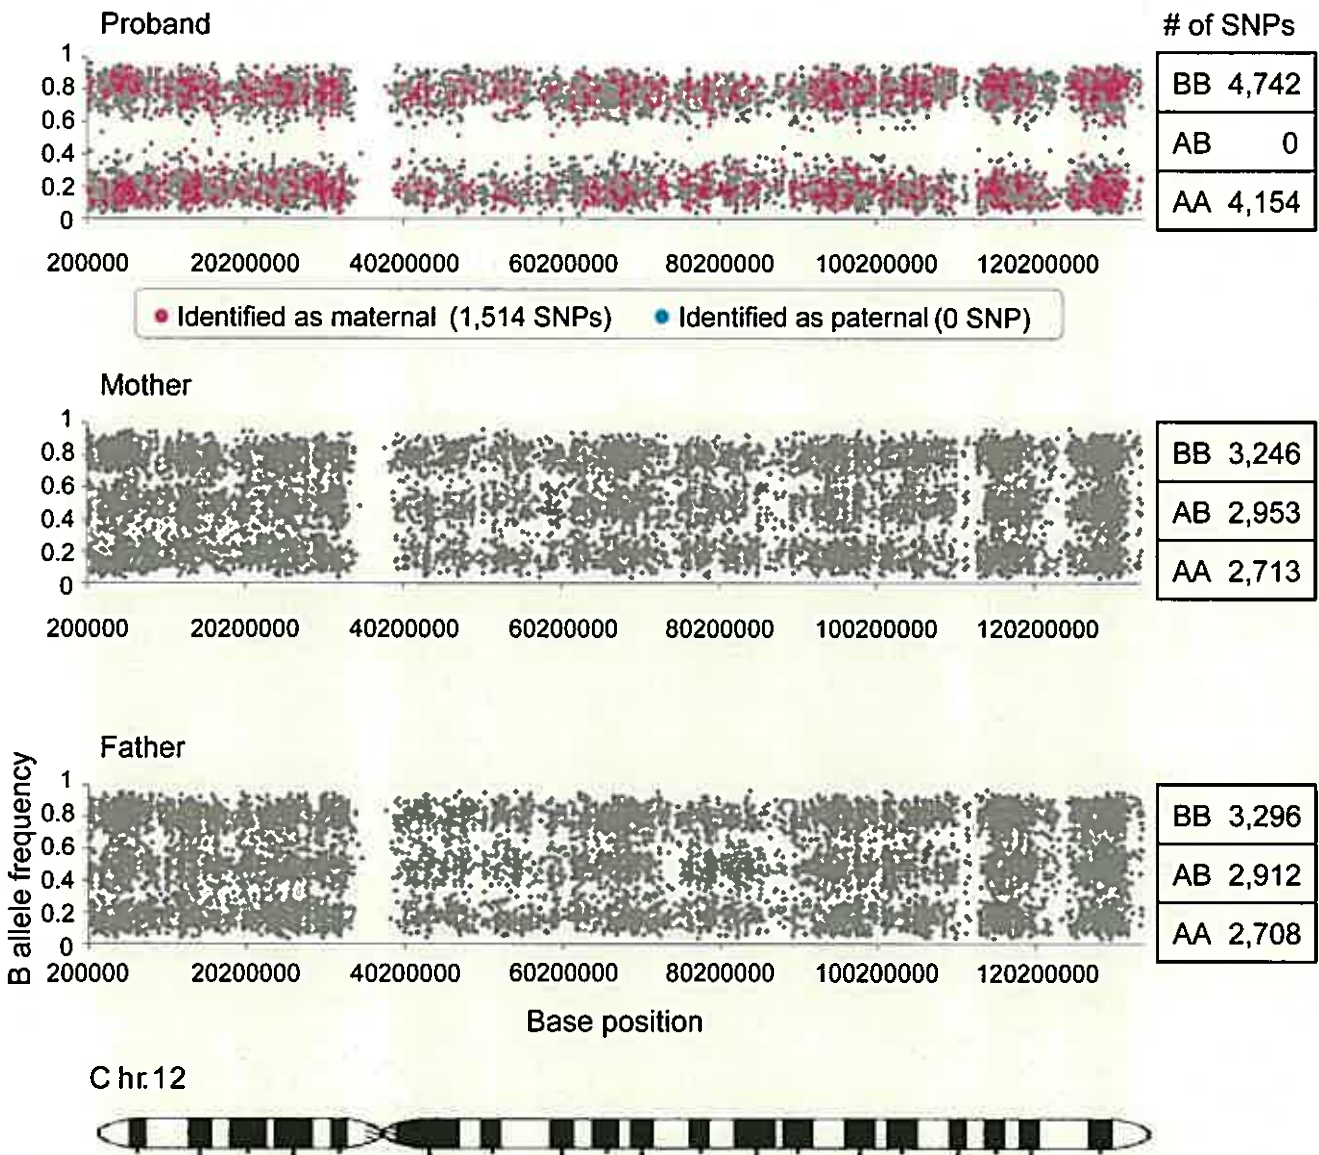 Proband
# of SNPs
1
0.8
0.6
0.4
0.2
0
BB 4,742
AB 0
AA 4,154
200000 20200000 40200000 60200000 80200000 100200000 120200000
Identified as maternal (1,514 SNPs) Identified as paternal (0 SNP)
Mother
1
0.8
0.6
0.4
0.2
0
BB 3,246
AB 2,953
AA 2,713
200000 20200000 40200000 60200000 80200000 100200000 120200000
Father
B allele frequency
1
0.8
0.6
0.4
0.2
0
BB 3,296
AB 2,912
AA 2,708
200000 20200000 40200000 60200000 80200000 100200000 120200000
Base position
Chr.12